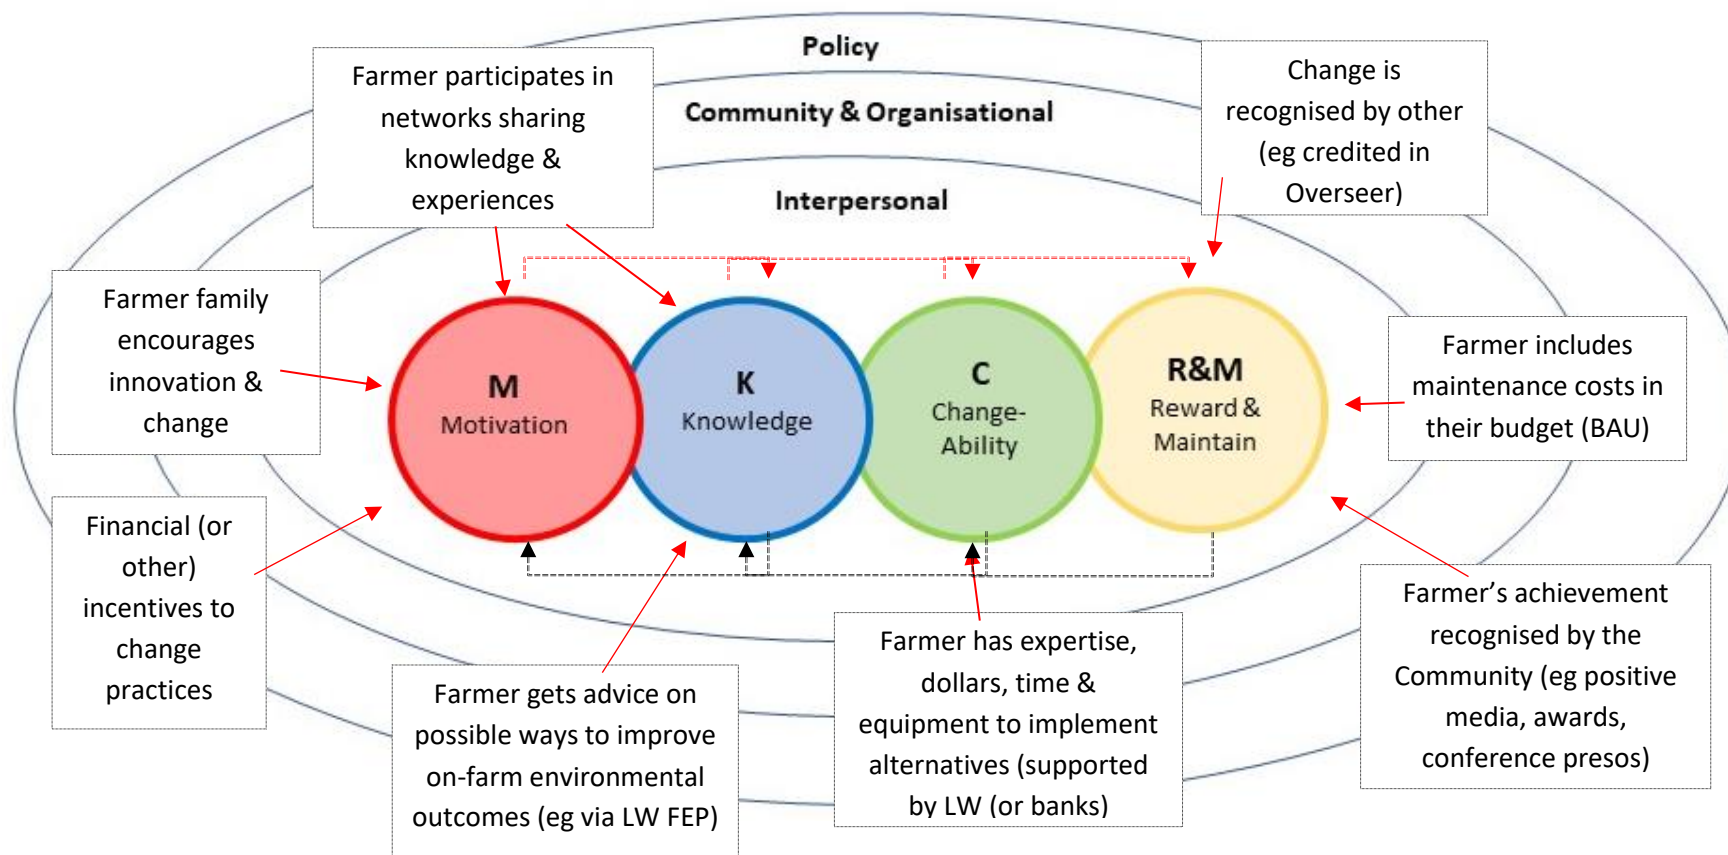 Policy
Community & Organisational
Interpersonal
Farmer participates in
networks sharing
knowledge &
experiences
Change is
recognised by other
(eg credited in
Overseer)
Farmer family
encourages
innovation &
change
M
Motivation
K
Knowledge
C
Change-
Ability
R&M
Reward &
Maintain
Farmer includes
maintenance costs in
their budget (BAU)
Financial (or
other)
incentives to
change
practices
Farmer gets advice on
possible ways to improve
on-farm environmental
outcomes (eg via LW FEP)
Farmer has expertise,
dollars, time &
equipment to implement
alternatives (supported
by LW (or banks)
Farmer’s achievement
recognised by the
Community (eg positive
media, awards,
conference presos)